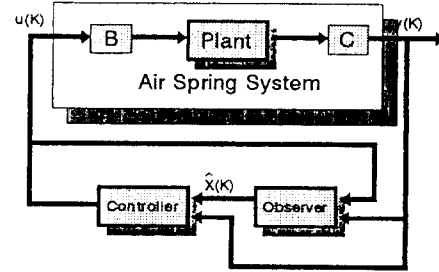 u(K)
y(K)
B
Plant
C
Air Spring System
X̂(K)
Controller
Observer